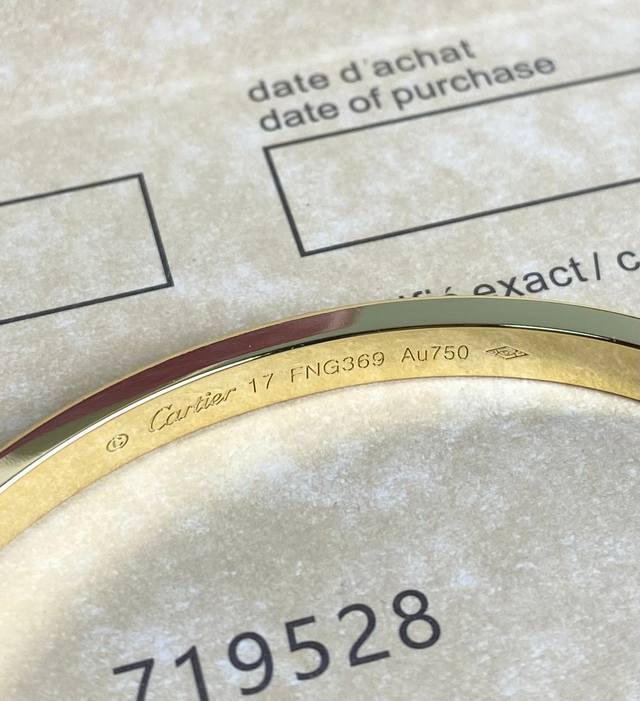 date d'achat
date of purchase
exact / c
© Cartier 17 FNG369 Au750
719528